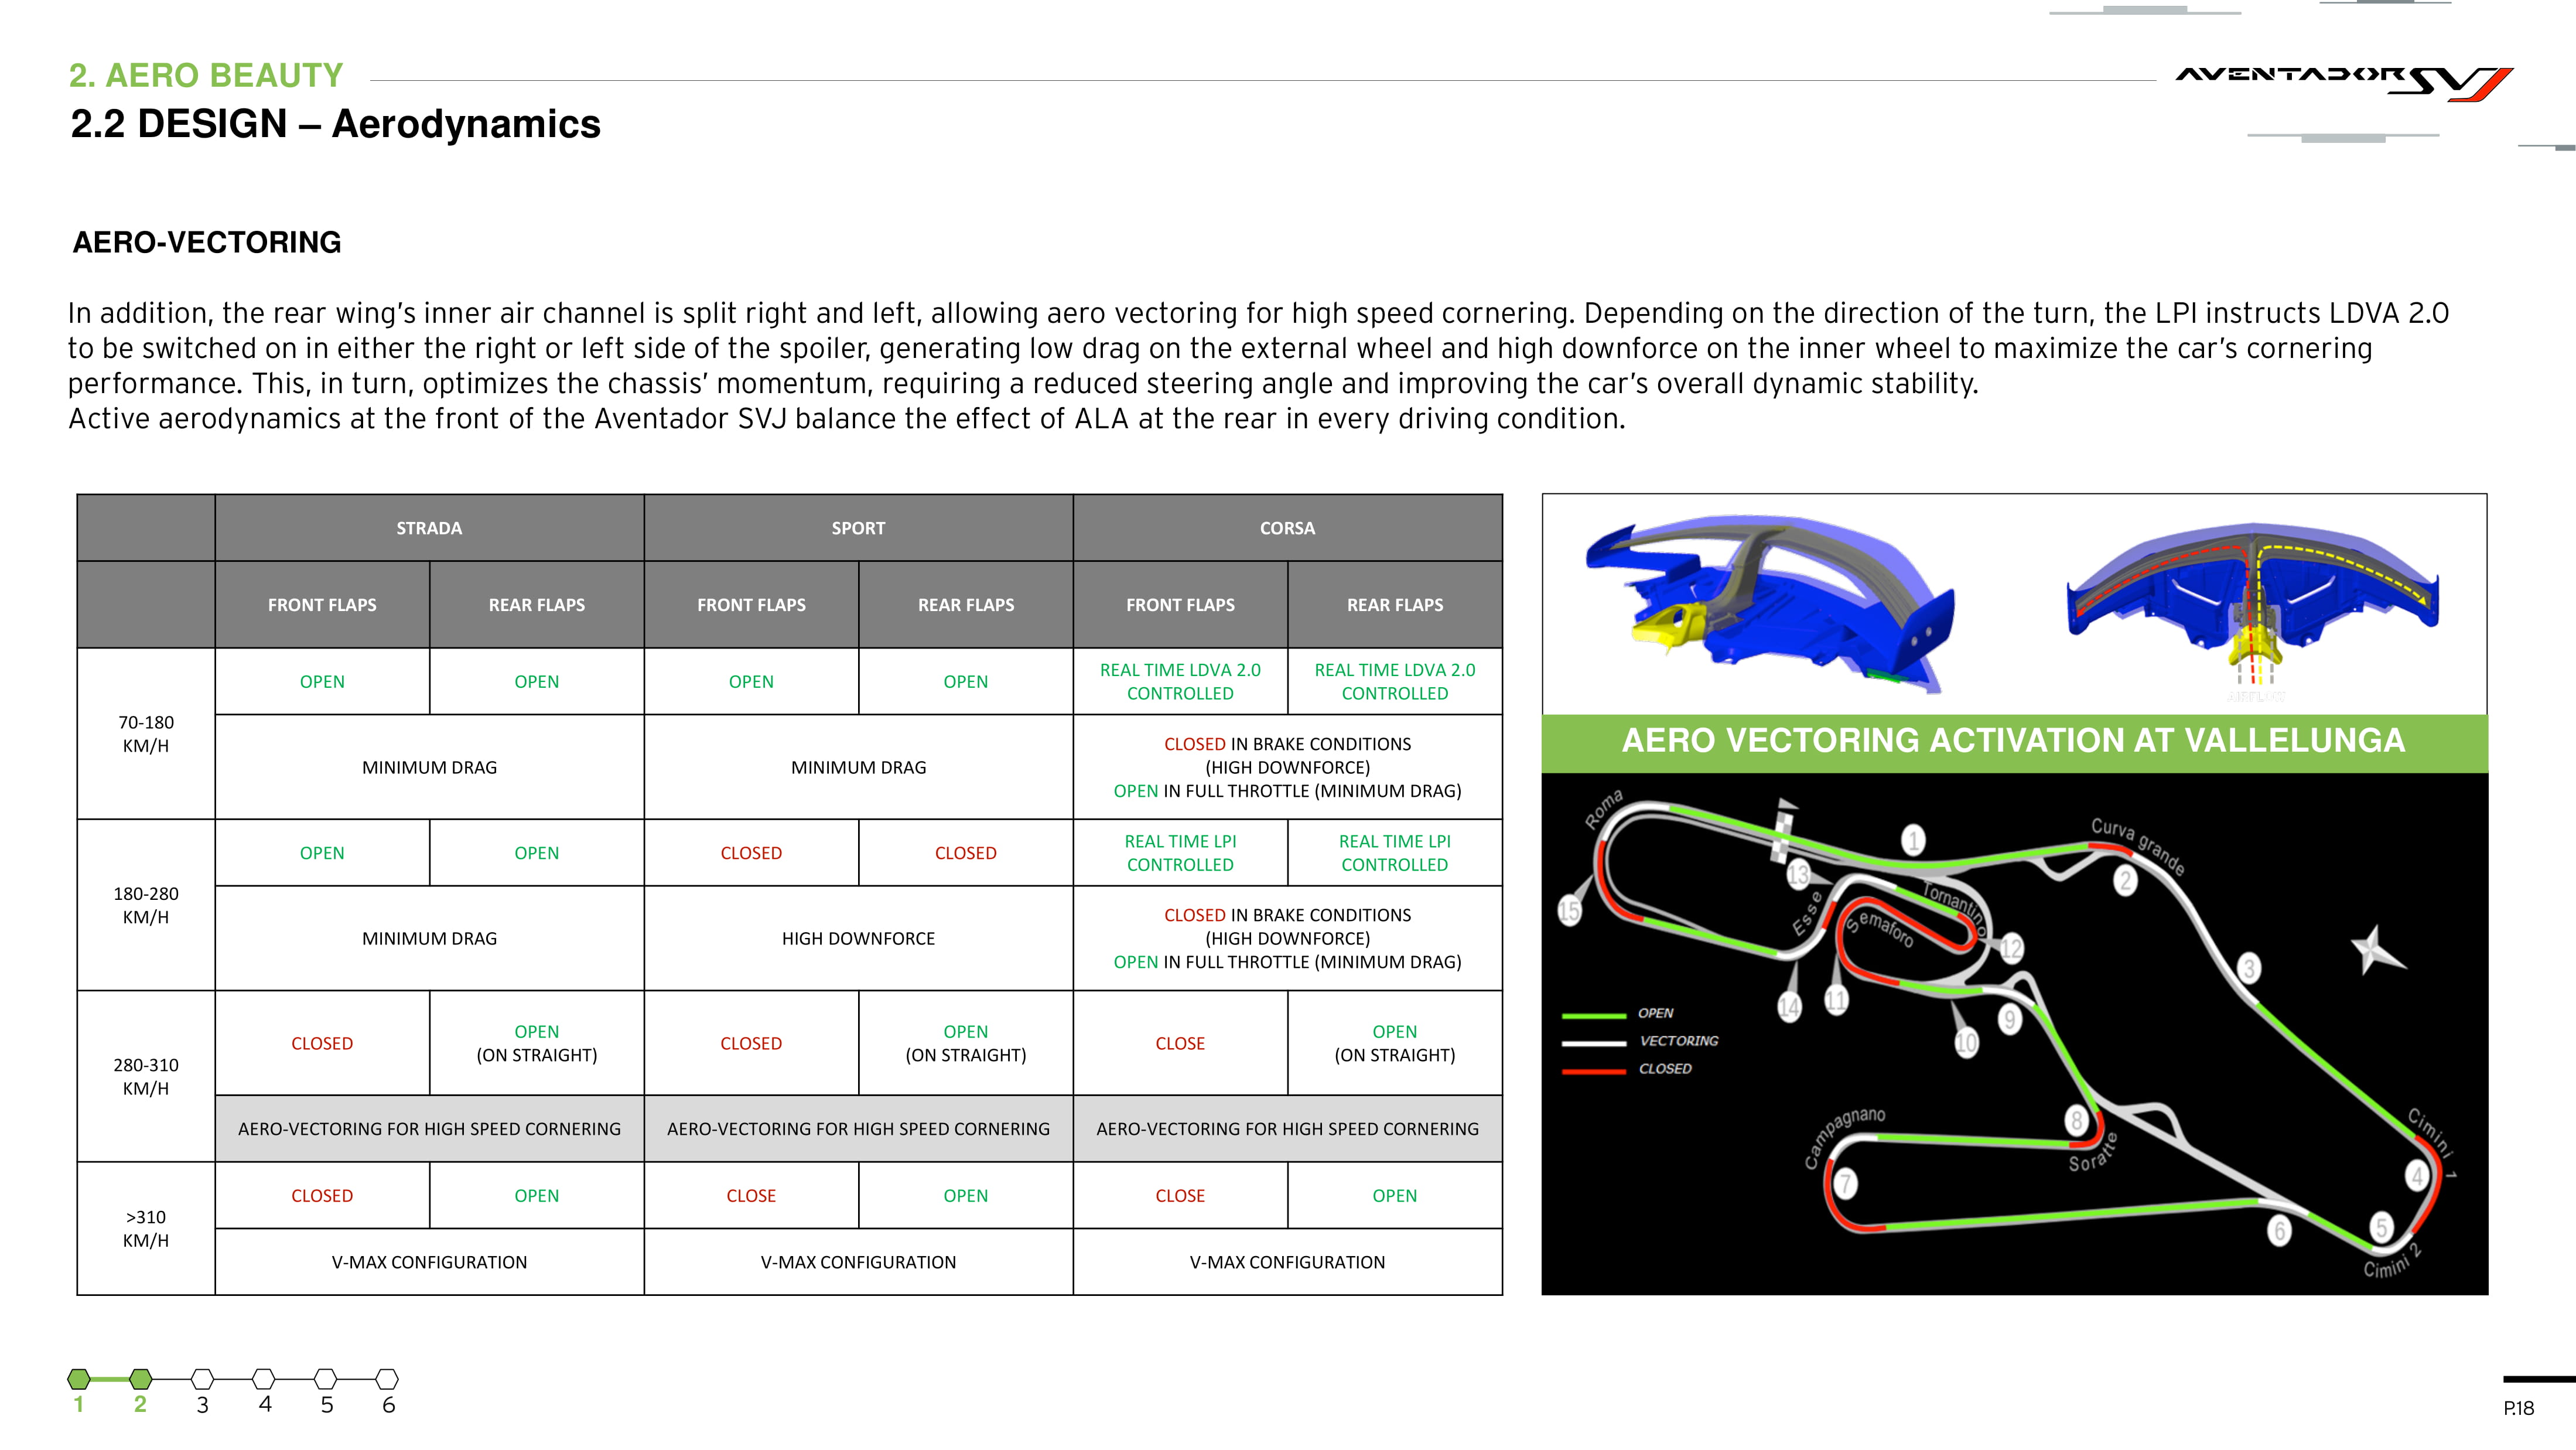 2. AERO BEAUTY
AVENTADOR SVJ
2.2 DESIGN – Aerodynamics
AERO-VECTORING
In addition, the rear wing's inner air channel is split right and left, allowing aero vectoring for high speed cornering. Depending on the direction of the turn, the LPI instructs LDVA 2.0
to be switched on in either the right or left side of the spoiler, generating low drag on the external wheel and high downforce on the inner wheel to maximize the car's cornering
performance. This, in turn, optimizes the chassis' momentum, requiring a reduced steering angle and improving the car's overall dynamic stability.
Active aerodynamics at the front of the Aventador SVJ balance the effect of ALA at the rear in every driving condition.
STRADA SPORT CORSA
FRONT FLAPS REAR FLAPS FRONT FLAPS REAR FLAPS FRONT FLAPS REAR FLAPS
70-180
KM/H
OPEN OPEN OPEN OPEN REAL TIME LDVA 2.0 REAL TIME LDVA 2.0
CONTROLLED CONTROLLED
MINIMUM DRAG MINIMUM DRAG CLOSED IN BRAKE CONDITIONS
(HIGH DOWNFORCE)
OPEN IN FULL THROTTLE (MINIMUM DRAG)
180-280
KM/H
OPEN OPEN CLOSED CLOSED REAL TIME LPI REAL TIME LPI
CONTROLLED CONTROLLED
MINIMUM DRAG HIGH DOWNFORCE CLOSED IN BRAKE CONDITIONS
(HIGH DOWNFORCE)
OPEN IN FULL THROTTLE (MINIMUM DRAG)
280-310
KM/H
CLOSED OPEN CLOSED OPEN CLOSE OPEN
(ON STRAIGHT) (ON STRAIGHT) (ON STRAIGHT)
AERO-VECTORING FOR HIGH SPEED CORNERING AERO-VECTORING FOR HIGH SPEED CORNERING AERO-VECTORING FOR HIGH SPEED CORNERING
>310
KM/H
CLOSED OPEN CLOSE OPEN CLOSE OPEN
V-MAX CONFIGURATION V-MAX CONFIGURATION V-MAX CONFIGURATION
AIRFLOW
AERO VECTORING ACTIVATION AT VALLELUNGA
Roma
1
Curva grande
2
13
Tornantino
15
Esse
Semaforo
12
3
14
11
9
10
OPEN
VECTORING
CLOSED
Campagnano
8
Soratte
Cimini 1
4
7
6
5
Cimini 2
1 2 3 4 5 6
P.18